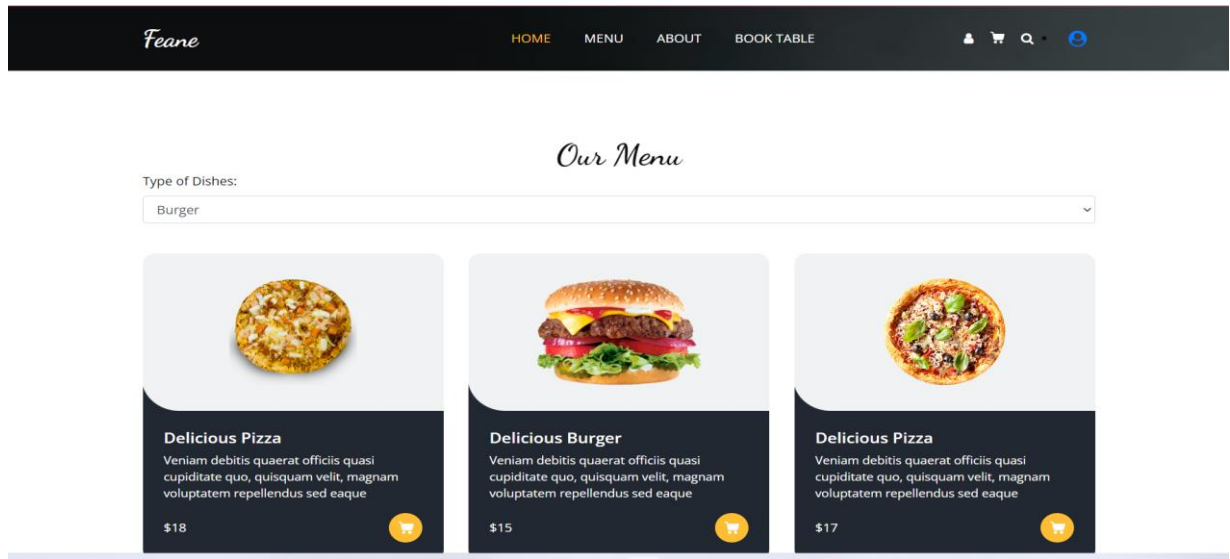 Feane
HOME MENU ABOUT BOOK TABLE
Our Menu
Type of Dishes:
Burger
Delicious Pizza
Veniam debitis quaerat officiis quasi
cupiditate quo, quisquam velit, magnam
voluptatem repellendus sed eaque
$18
Delicious Burger
Veniam debitis quaerat officiis quasi
cupiditate quo, quisquam velit, magnam
voluptatem repellendus sed eaque
$15
Delicious Pizza
Veniam debitis quaerat officiis quasi
cupiditate quo, quisquam velit, magnam
voluptatem repellendus sed eaque
$17